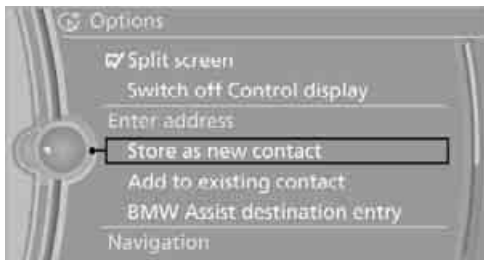 Options
Split screen
Switch off Control display
Enter address
Store as new contact
Add to existing contact
BMW Assist destination entry
Navigation